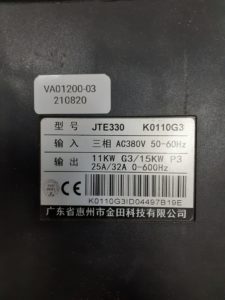 VA01200-03
210820
型 号 JTE330 K0110G3
输 入 三相 AC380V 50-60Hz
输 出 11KW G3/15KW P3
25A/32A 0-600Hz
K0110G3ID04497B19E
广东省惠州市金田科技有限公司